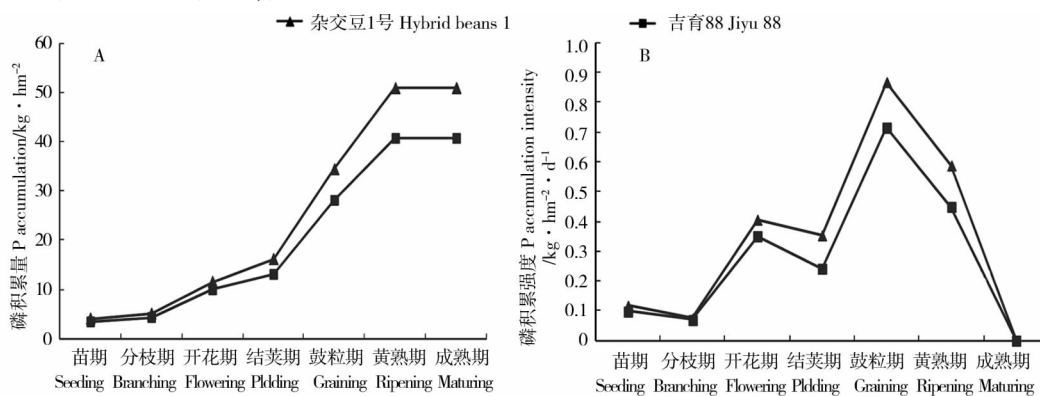 杂交豆1号 Hybrid beans 1
吉育88 Jiyu 88
A
磷积累量 P accumulation/kg·hm⁻²
60
50
40
30
20
10
0
苗期 分枝期 开花期 结荚期 鼓粒期 黄熟期 成熟期
Seeding Branching Flowering Pldding Graining Ripening Maturing
B
磷积累强度 P accnmulation intensity
/kg·hm⁻²·d⁻¹
1.0
0.9
0.8
0.7
0.6
0.5
0.4
0.3
0.2
0.1
0
苗期 分枝期 开花期 结荚期 鼓粒期 黄熟期 成熟期
Seeding Branching Flowering Pldding Graining Ripening Maturing